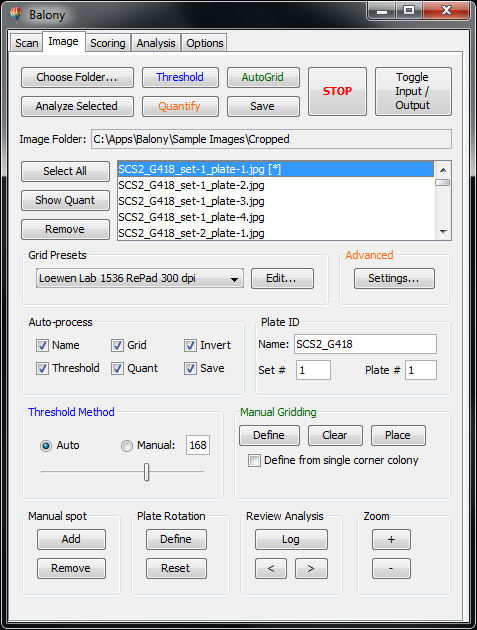 Balony
Scan Image Scoring Analysis Options
Choose Folder... Threshold AutoGrid STOP Toggle Input / Output
Analyze Selected Quantify Save
Image Folder: C:\Apps\Balony\Sample Images\Cropped
Select All
Show Quant
Remove
SCS2_G418_set-1_plate-1.jpg [*]
SCS2_G418_set-1_plate-2.jpg
SCS2_G418_set-1_plate-3.jpg
SCS2_G418_set-1_plate-4.jpg
SCS2_G418_set-2_plate-1.jpg
Grid Presets
Loewen Lab 1536 RePad 300 dpi Edit...
Advanced
Settings...
Auto-process
Name Grid Invert
Threshold Quant Save
Plate ID
Name: SCS2_G418
Set # 1 Plate # 1
Threshold Method
Auto Manual: 168
Manual Gridding
Define Clear Place
Define from single corner colony
Manual spot
Add
Remove
Plate Rotation
Define
Reset
Review Analysis
Log
< >
Zoom
+
-